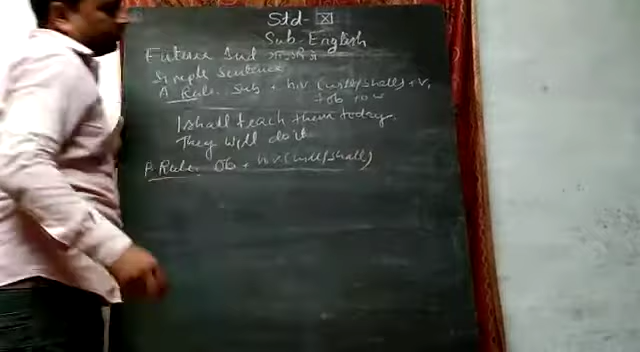 Std- X
Sub- English
Future Ind
Simple Sentence
A Rule. Sub + h.v (will/shall) + V1
+ ob + o w
I shall teach them today.
They will do it
P. Rule. Ob + h.v (will/shall)